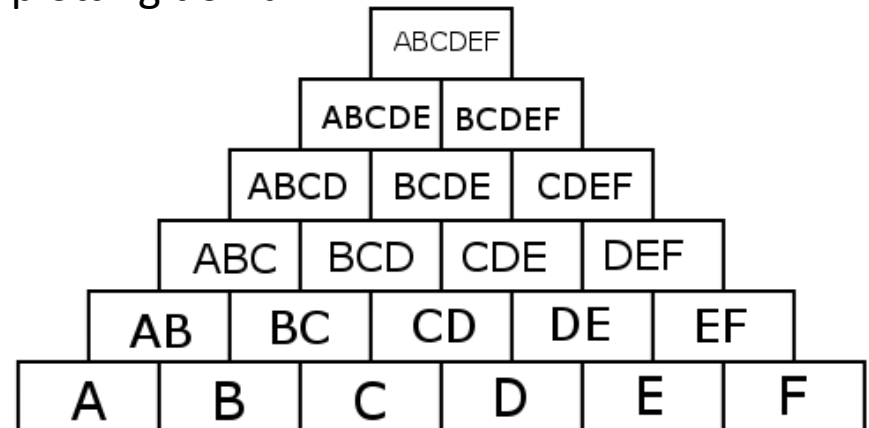 ABCDEF
ABCDE BCDEF
ABCD BCDE CDEF
ABC BCD CDE DEF
AB BC CD DE EF
A B C D E F